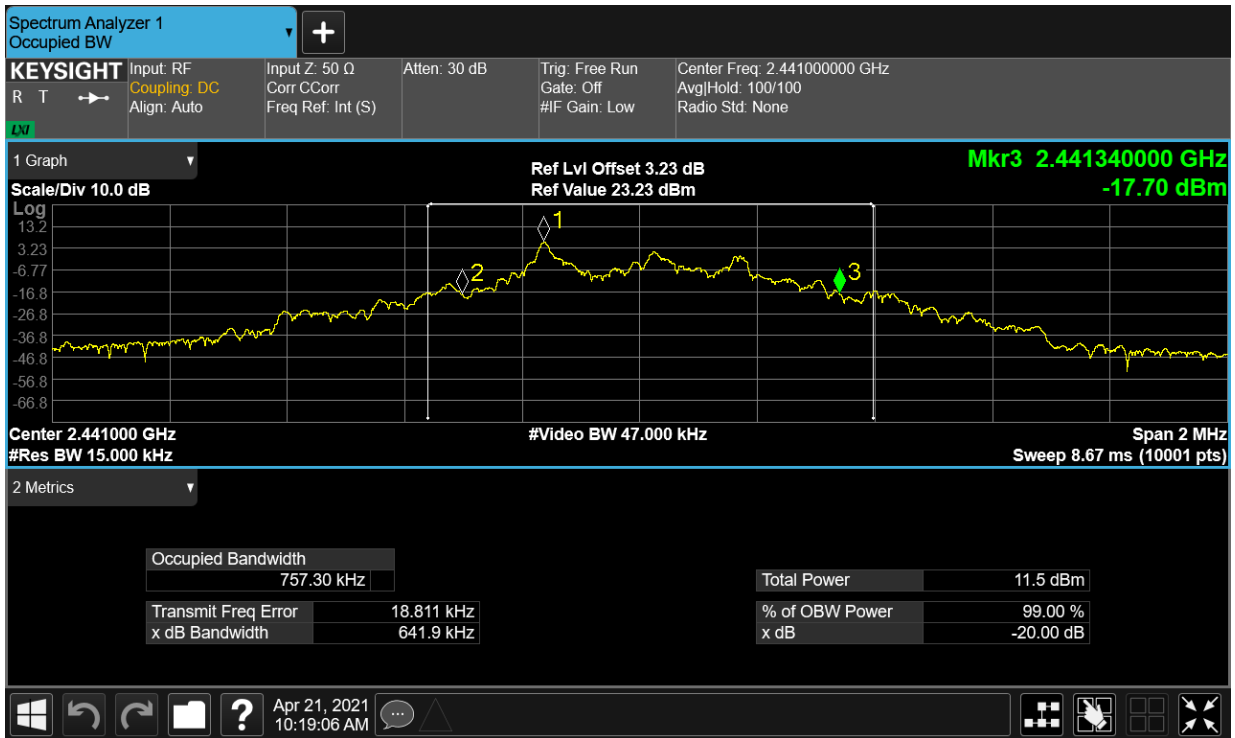 Spectrum Analyzer 1
Occupied BW
▼
+
KEYSIGHT
R T
LXI
Input: RF
Coupling: DC
Align: Auto
Input Z: 50 Ω
Corr CCorr
Freq Ref: Int (S)
Atten: 30 dB
Trig: Free Run
Gate: Off
#IF Gain: Low
Center Freq: 2.441000000 GHz
Avg|Hold: 100/100
Radio Std: None
1 Graph
Ref Lvl Offset 3.23 dB
Mkr3 2.441340000 GHz
Scale/Div 10.0 dB
Ref Value 23.23 dBm
-17.70 dBm
Log
13.2
3.23
-6.77
-16.8
-26.8
-36.8
-46.8
-56.8
-66.8
1
2
3
Center 2.441000 GHz
#Video BW 47.000 kHz
Span 2 MHz
#Res BW 15.000 kHz
Sweep 8.67 ms (10001 pts)
2 Metrics
Occupied Bandwidth
757.30 kHz
Total Power 11.5 dBm
Transmit Freq Error 18.811 kHz
% of OBW Power 99.00 %
x dB Bandwidth 641.9 kHz
x dB -20.00 dB
?
Apr 21, 2021
10:19:06 AM